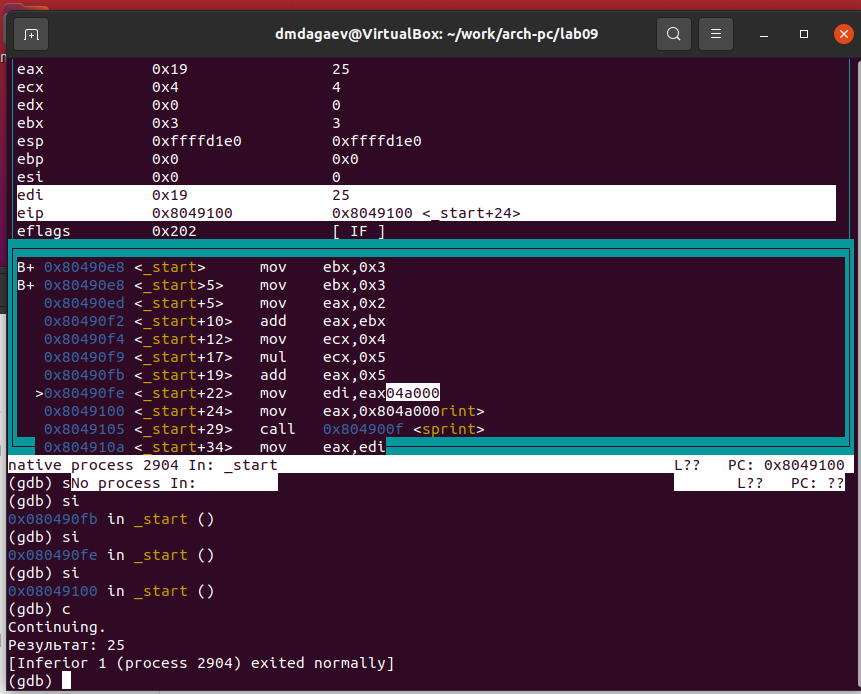 dmdagaev@VirtualBox: ~/work/arch-pc/lab09
eax 0x19 25
ecx 0x4 4
edx 0x0 0
ebx 0x3 3
esp 0xffffd1e0 0xffffd1e0
ebp 0x0 0x0
esi 0x0 0
edi 0x19 25
eip 0x8049100 0x8049100 <_start+24>
eflags 0x202 [ IF ]
B+ 0x80490e8 <_start> mov ebx,0x3
B+ 0x80490e8 <_start>5> mov ebx,0x3
0x80490ed <_start+5> mov eax,0x2
0x80490f2 <_start+10> add eax,ebx
0x80490f4 <_start+12> mov ecx,0x4
0x80490f9 <_start+17> mul ecx,0x5
0x80490fb <_start+19> add eax,0x5
>0x80490fe <_start+22> mov edi,eax04a000
0x8049100 <_start+24> mov eax,0x804a000rint>
0x8049105 <_start+29> call 0x804900f <sprint>
0x804910a <_start+34> mov eax,edi
native process 2904 In: _start L?? PC: 0x8049100
(gdb) sNo process In: L?? PC: ??
(gdb) si
0x080490fb in _start ()
(gdb) si
0x080490fe in _start ()
(gdb) si
0x08049100 in _start ()
(gdb) c
Continuing.
Результат: 25
[Inferior 1 (process 2904) exited normally]
(gdb)